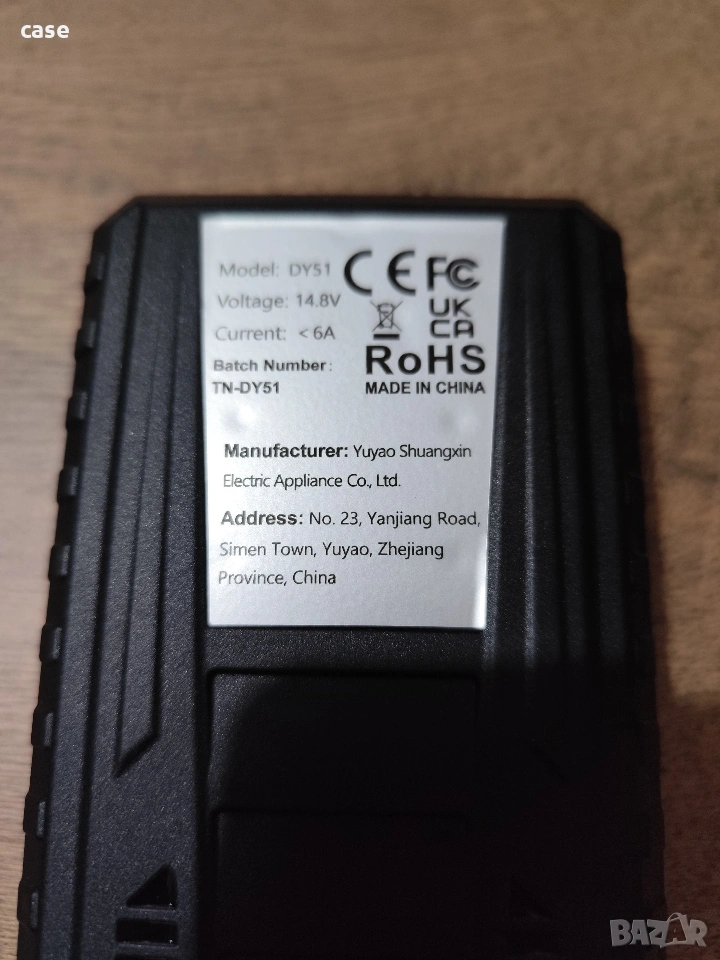 case
Model: DY51
Voltage: 14.8V
Current: <6A
Batch Number:
TN-DY51
CE FC
UK
CA
RoHS
MADE IN CHINA
Manufacturer: Yuyao Shuangxin
Electric Appliance Co., Ltd.
Address: No. 23, Yanjiang Road,
Simen Town, Yuyao, Zhejiang
Province, China
BAZAR